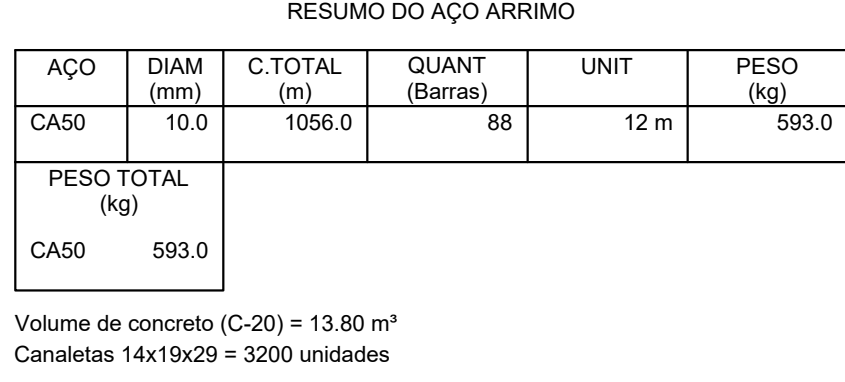 RESUMO DO AÇO ARRIMO
AÇO DIAM (mm) C.TOTAL (m) QUANT (Barras) UNIT PESO (kg)
CA50 10.0 1056.0 88 12 m 593.0
PESO TOTAL
(kg)
CA50 593.0
Volume de concreto (C-20) = 13.80 m³
Canaletas 14x19x29 = 3200 unidades